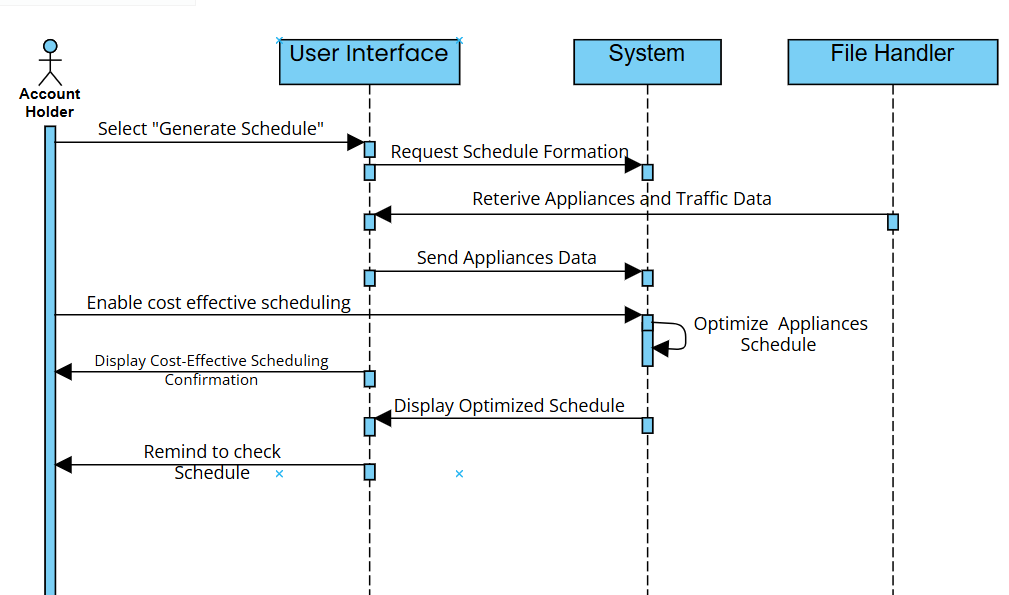 User Interface
System
File Handler
Account
Holder
Select "Generate Schedule"
Request Schedule Formation
Reterive Appliances and Traffic Data
Send Appliances Data
Enable cost effective scheduling
Optimize Appliances
Schedule
Display Cost-Effective Scheduling
Confirmation
Display Optimized Schedule
Remind to check
Schedule